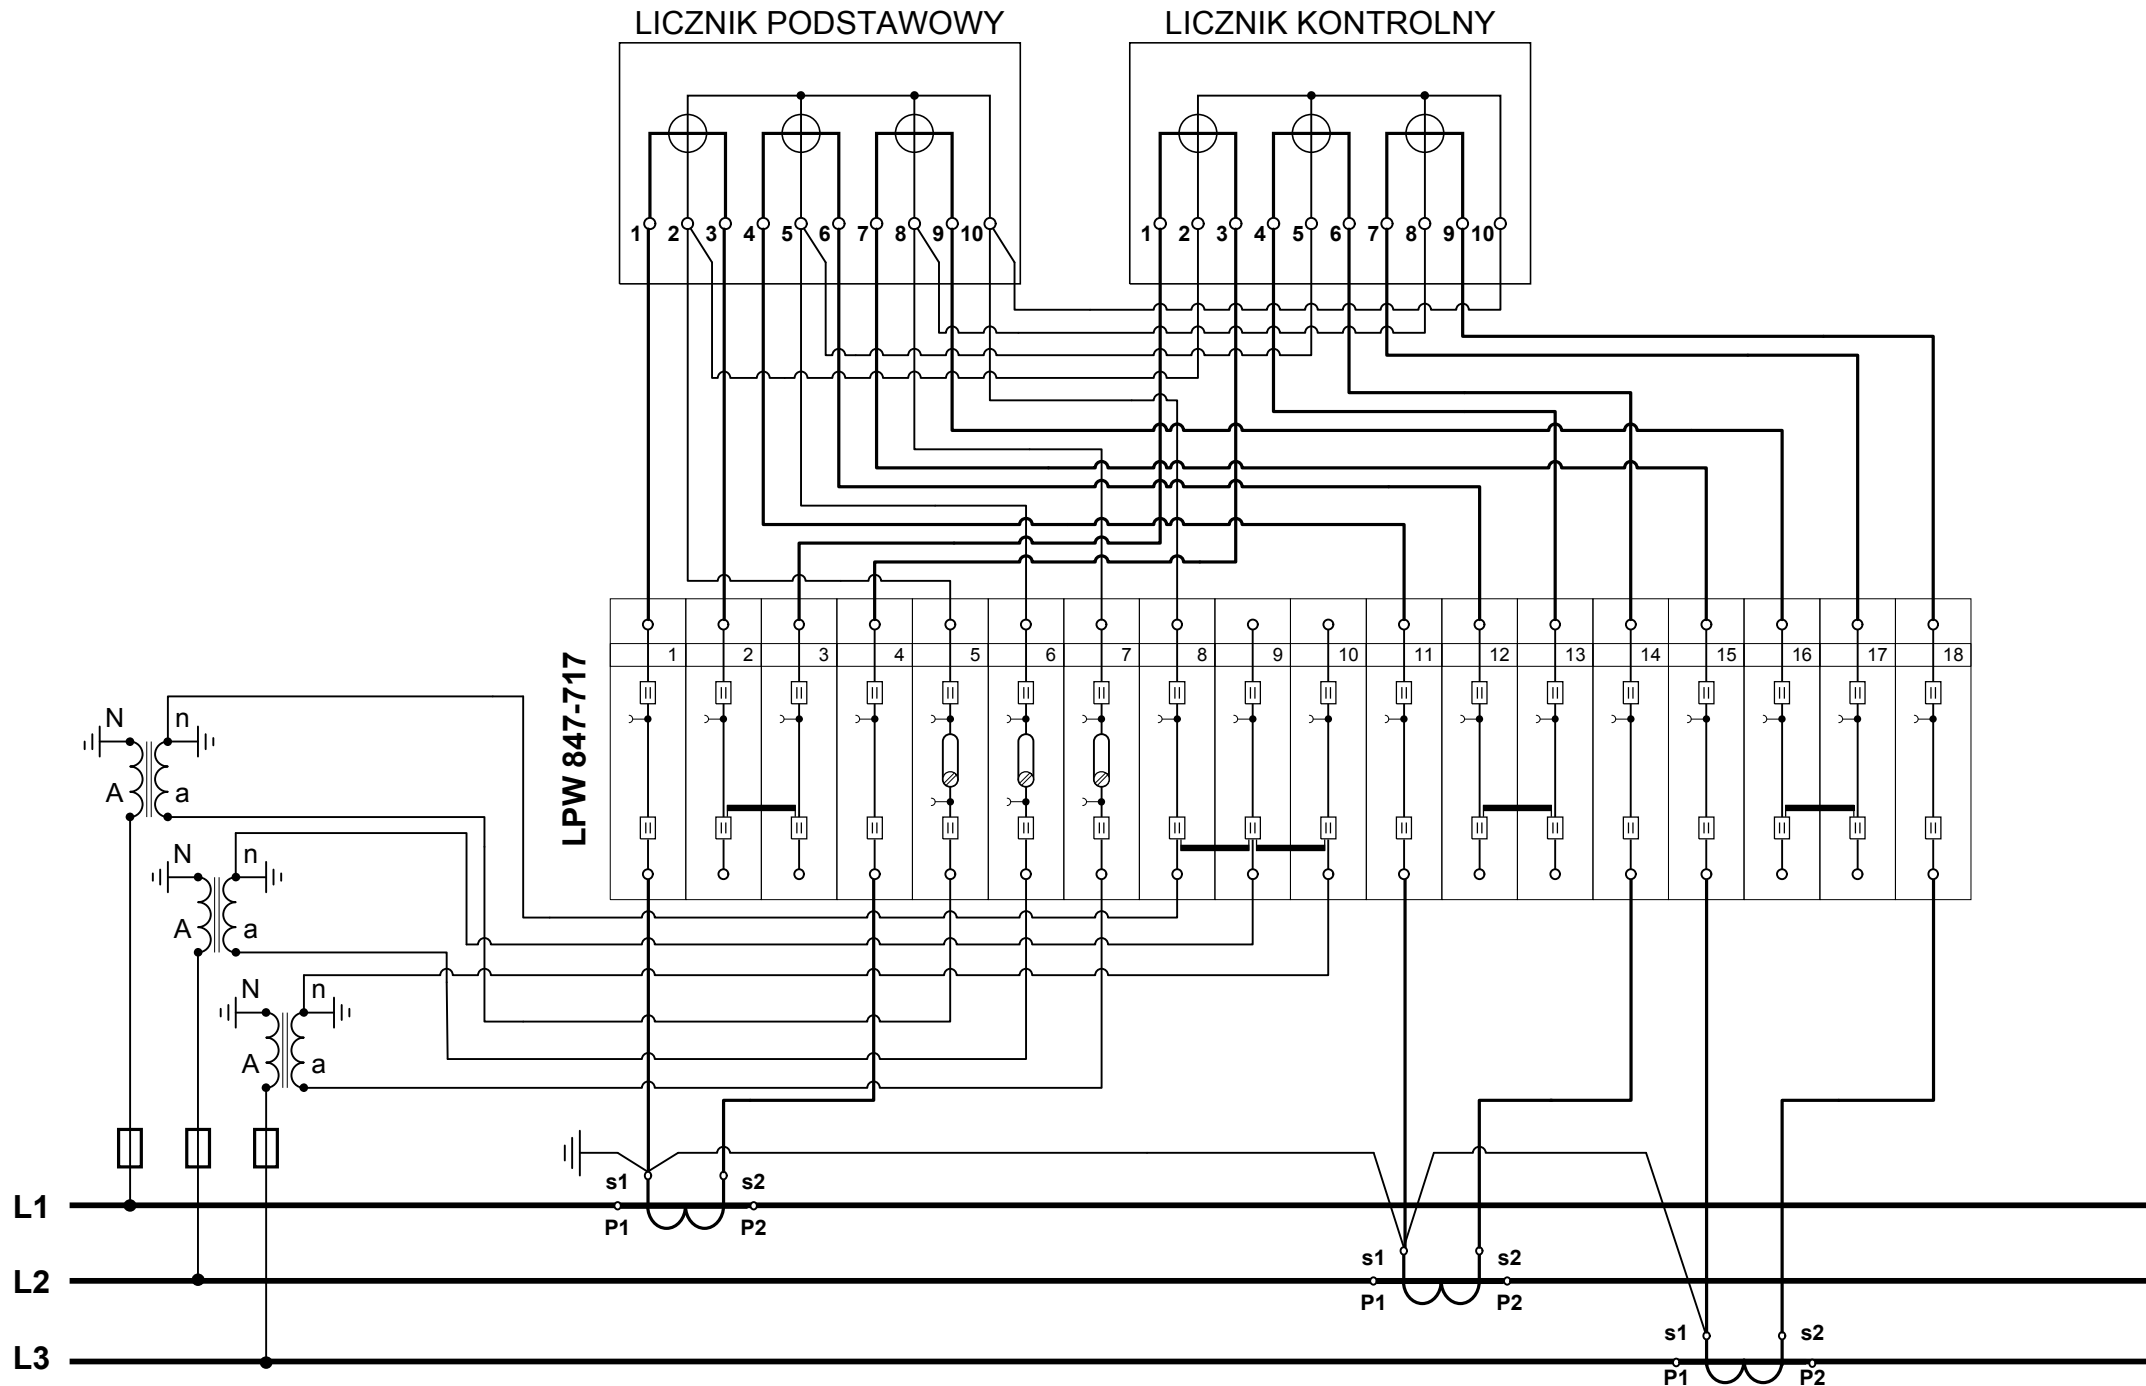 LICZNIK PODSTAWOWY LICZNIK KONTROLNY
1 2 3 4 5 6 7 8 9 10 1 2 3 4 5 6 7 8 9 10
LPW 847-717
1 2 3 4 5 6 7 8 9 10 11 12 13 14 15 16 17 18
N n
A a
N n
A a
N n
A a
s1 s2
L1
P1 P2
s1 s2
L2
P1 P2
s1 s2
L3
P1 P2